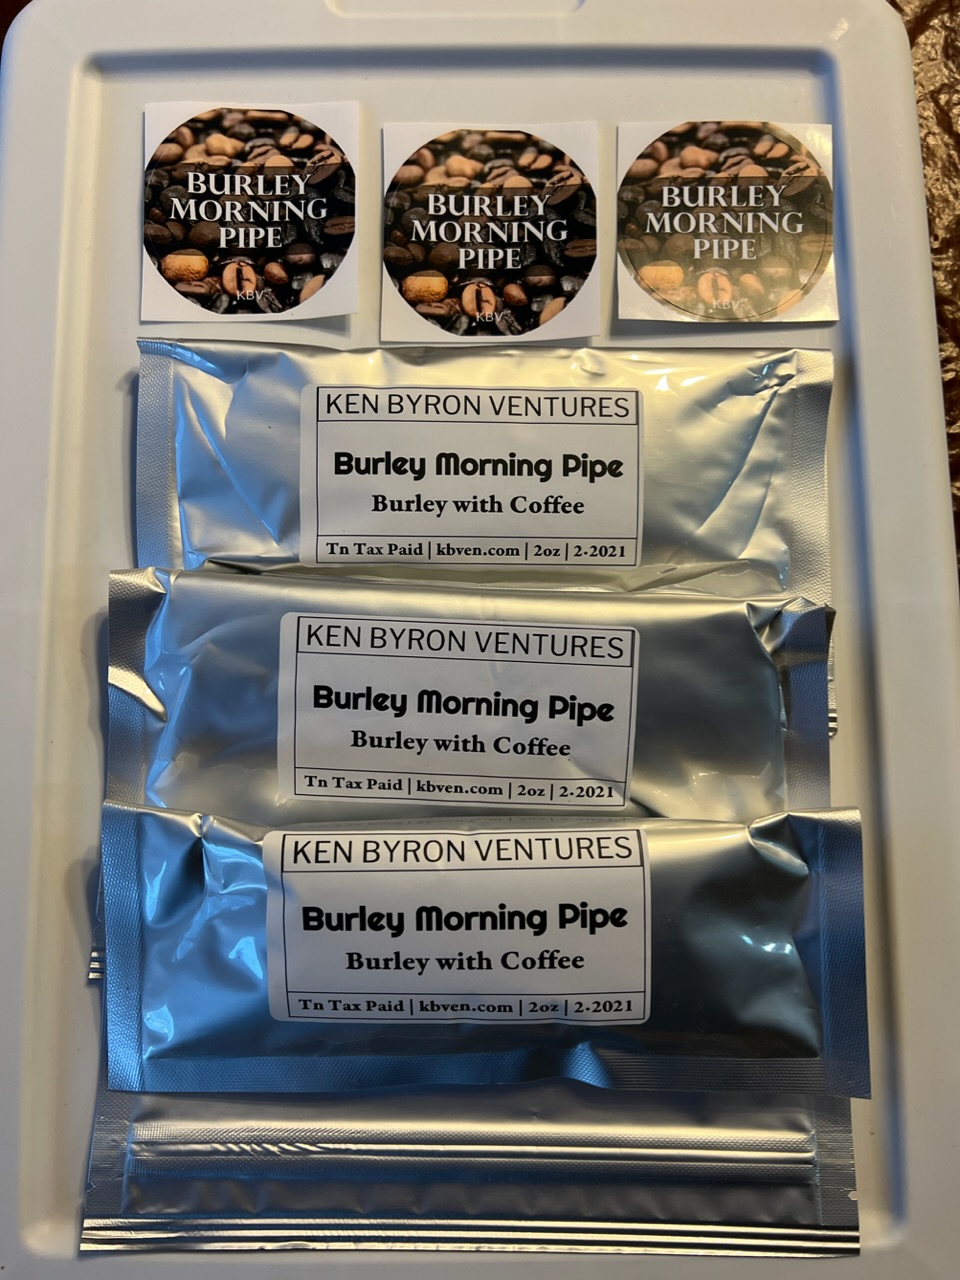 BURLEY
MORNING
PIPE
KBV
BURLEY
MORNING
PIPE
KBV
BURLEY
MORNING
PIPE
KBV
KEN BYRON VENTURES
Burley Morning Pipe
Burley with Coffee
Tn Tax Paid | kbven.com | 2oz | 2-2021
KEN BYRON VENTURES
Burley Morning Pipe
Burley with Coffee
Tn Tax Paid | kbven.com | 2oz | 2-2021
KEN BYRON VENTURES
Burley Morning Pipe
Burley with Coffee
Tn Tax Paid | kbven.com | 2oz | 2-2021